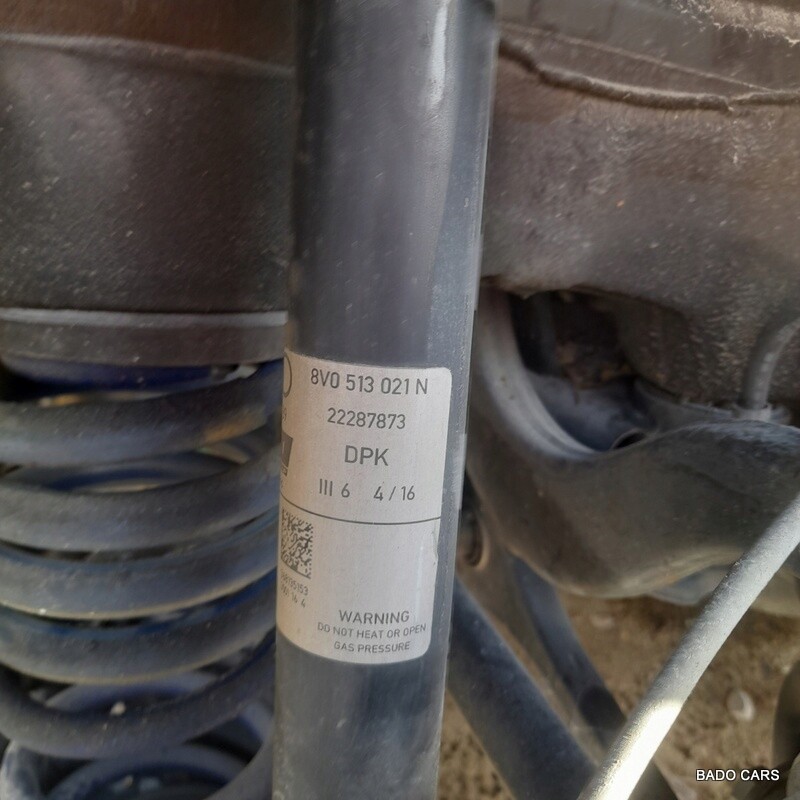 8V0 513 021 N
22287873
DPK
III 6 4/16
WARNING
DO NOT HEAT OR OPEN
GAS PRESSURE
BADO CARS